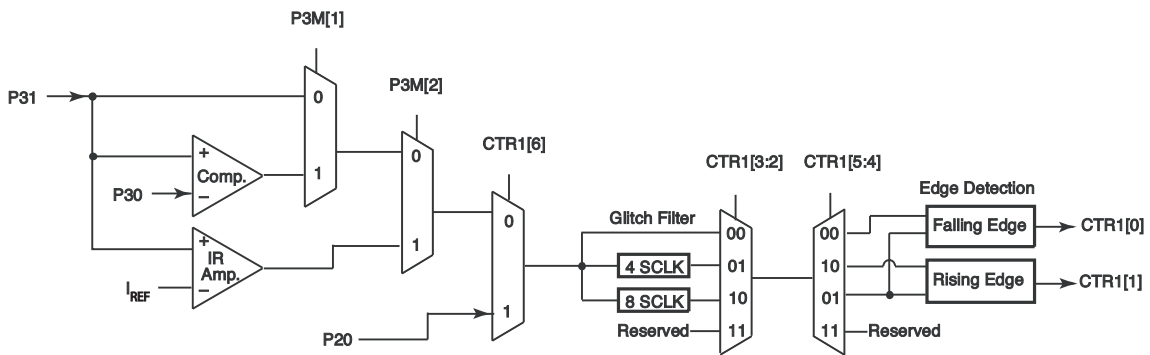 P3M[1]
P31
0
P3M[2]
0
CTR1[6]
+
Comp.
1
CTR1[3:2]
CTR1[5:4]
P30
–
0
Edge Detection
Glitch Filter
+
IR
Amp.
–
1
00
00
Falling Edge
CTR1[0]
4 SCLK
01
10
Rising Edge
CTR1[1]
IREF
8 SCLK
10
01
1
P20
Reserved
11
11
Reserved